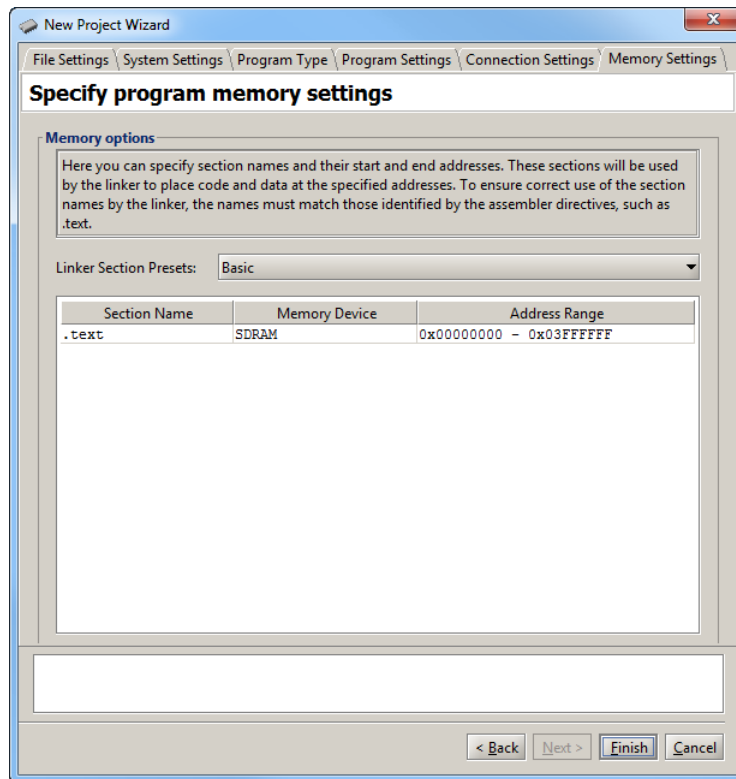 New Project Wizard
File Settings System Settings Program Type Program Settings Connection Settings Memory Settings
Specify program memory settings
Memory options
Here you can specify section names and their start and end addresses. These sections will be used
by the linker to place code and data at the specified addresses. To ensure correct use of the section
names by the linker, the names must match those identified by the assembler directives, such as
.text.
Linker Section Presets: Basic
Section Name Memory Device Address Range
.text SDRAM 0x00000000 - 0x03FFFFFF
< Back Next > Finish Cancel